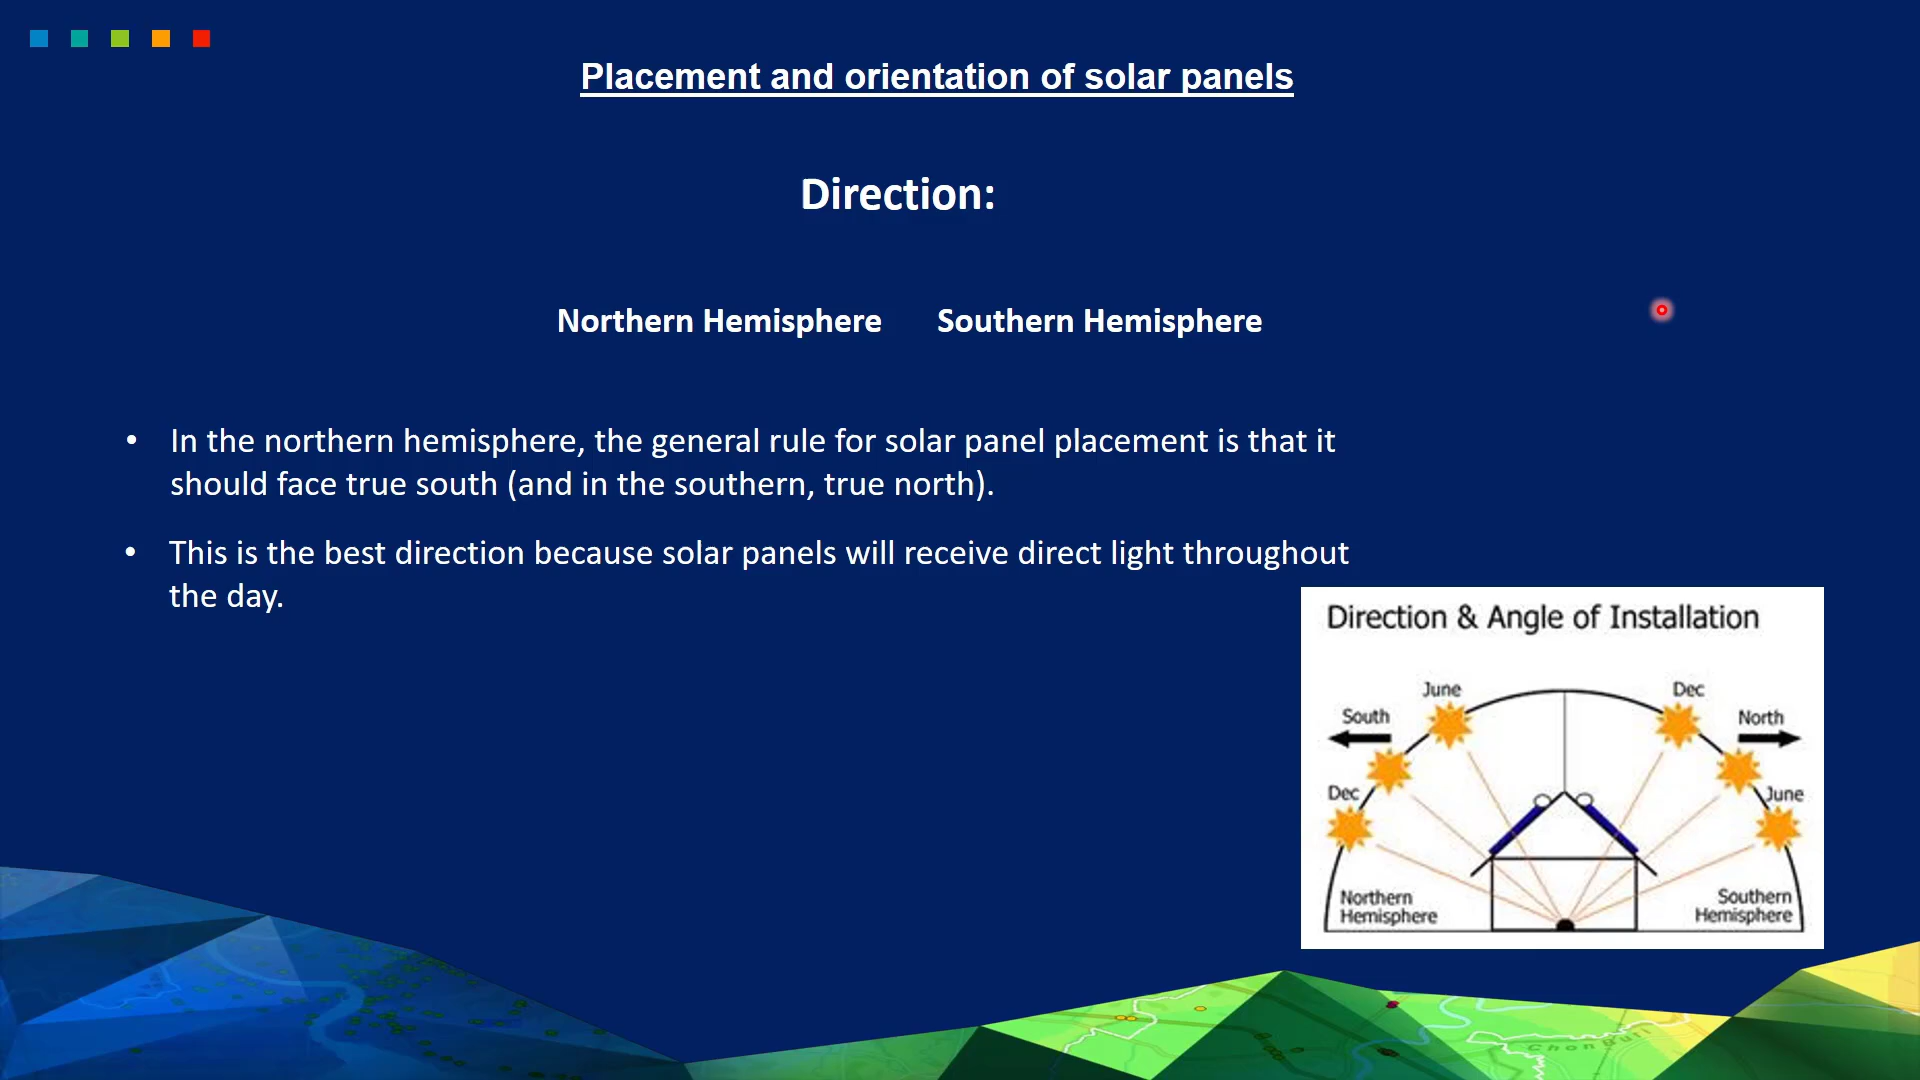 Placement and orientation of solar panels
Direction:
Northern Hemisphere Southern Hemisphere
• In the northern hemisphere, the general rule for solar panel placement is that it
should face true south (and in the southern, true north).
• This is the best direction because solar panels will receive direct light throughout
the day.
Direction & Angle of Installation
June Dec
South North
Dec June
Northern Southern
Hemisphere Hemisphere
Chon Buri